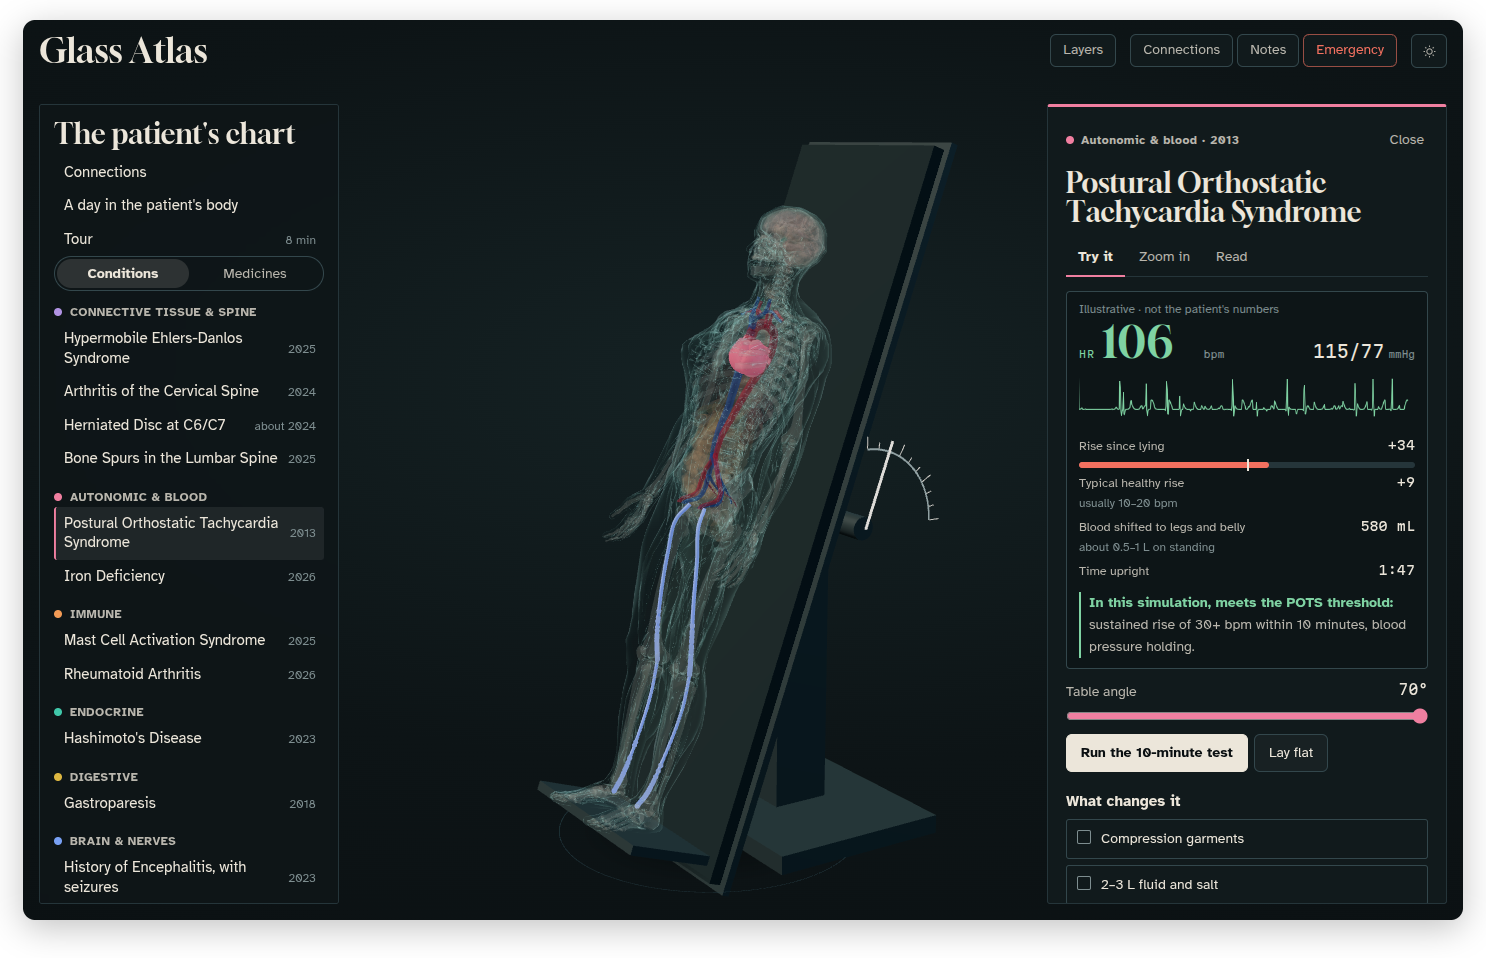 Glass Atlas
Layers
Connections
Notes
Emergency
The patient's chart
Connections
A day in the patient's body
Tour
8 min
Conditions
Medicines
CONNECTIVE TISSUE & SPINE
Hypermobile Ehlers-Danlos
Syndrome
2025
Arthritis of the Cervical Spine
2024
Herniated Disc at C6/C7
about 2024
Bone Spurs in the Lumbar Spine
2025
AUTONOMIC & BLOOD
Postural Orthostatic Tachycardia
Syndrome
2013
Iron Deficiency
2026
IMMUNE
Mast Cell Activation Syndrome
2025
Rheumatoid Arthritis
2026
ENDOCRINE
Hashimoto's Disease
2023
DIGESTIVE
Gastroparesis
2018
BRAIN & NERVES
History of Encephalitis, with
seizures
2023
Autonomic & blood · 2013
Close
Postural Orthostatic
Tachycardia Syndrome
Try it
Zoom in
Read
Illustrative · not the patient's numbers
HR 106 bpm
115/77 mmHg
Rise since lying
+34
Typical healthy rise
+9
usually 10–20 bpm
Blood shifted to legs and belly
580 mL
about 0.5–1 L on standing
Time upright
1:47
In this simulation, meets the POTS threshold:
sustained rise of 30+ bpm within 10 minutes, blood
pressure holding.
Table angle
70°
Run the 10-minute test
Lay flat
What changes it
Compression garments
2–3 L fluid and salt